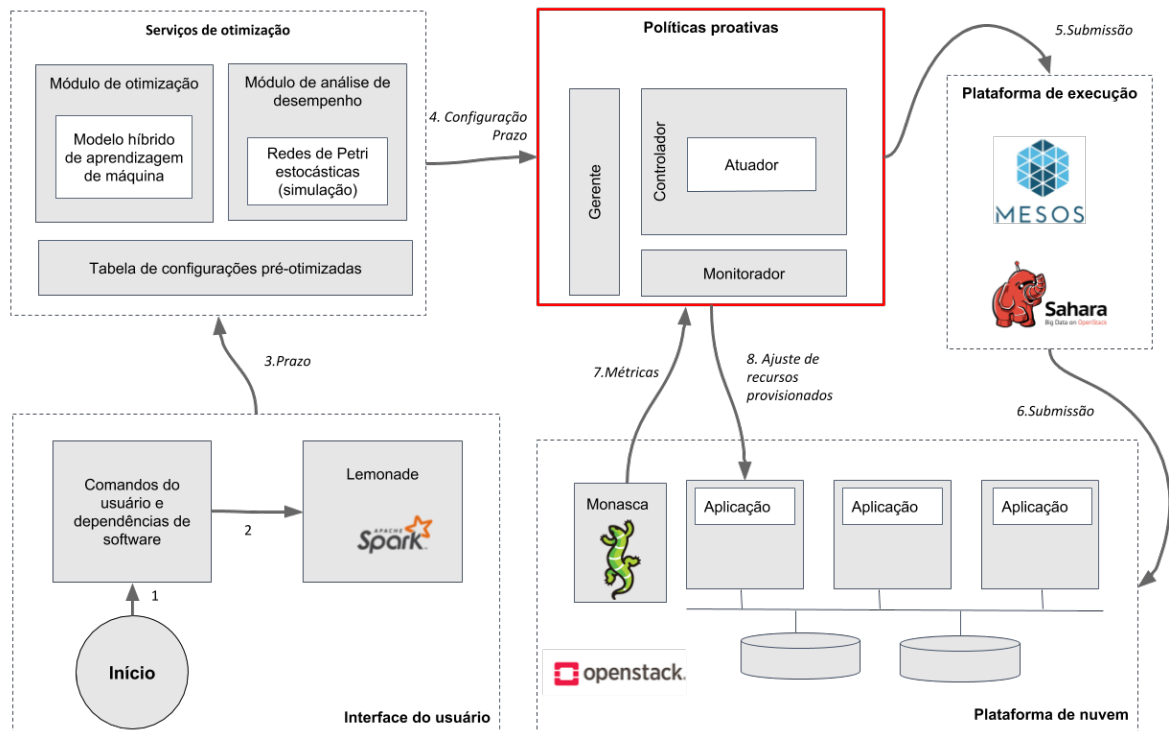 Serviços de otimização
Módulo de otimização
Modelo híbrido
de aprendizagem
de máquina
Módulo de análise de
desempenho
Redes de Petri
estocásticas
(simulação)
Tabela de configurações pré-otimizadas
4. Configuração
Prazo
Políticas proativas
Gerente
Controlador
Atuador
Monitorador
5.Submissão
Plataforma de execução
MESOS
Sahara
Big Data on OpenStack
3.Prazo
7.Métricas
8. Ajuste de
recursos
provisionados
6.Submissão
Comandos do
usuário e
dependências de
software
2
Lemonade
APACHE
Spark
1
Início
Interface do usuário
Monasca
Aplicação
Aplicação
Aplicação
openstack.
Plataforma de nuvem